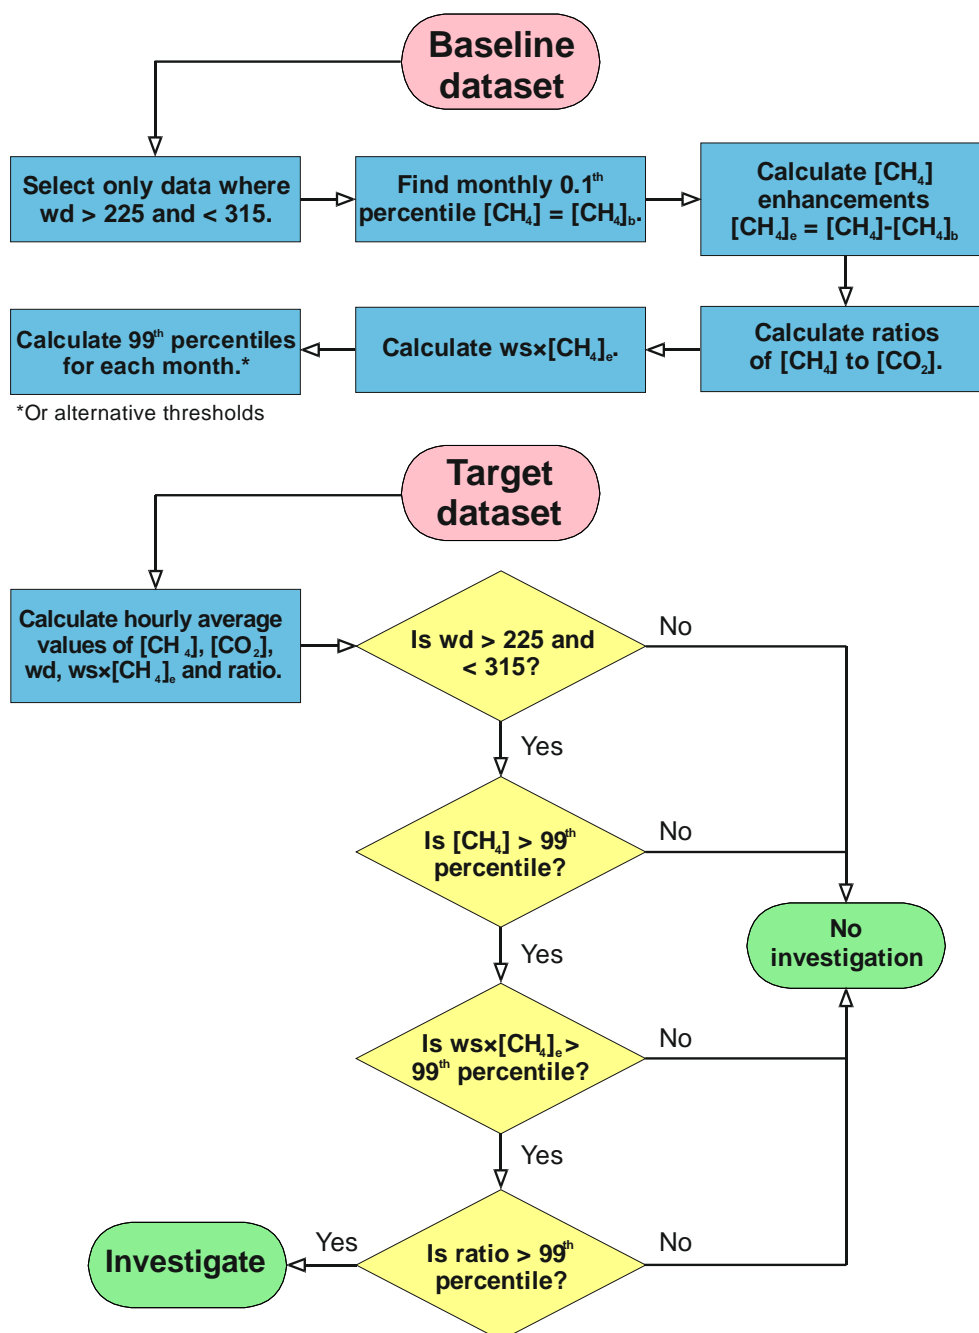 Baseline
dataset
Select only data where
wd > 225 and < 315.
Find monthly 0.1th
percentile [CH4] = [CH4]b.
Calculate [CH4]
enhancements
[CH4]e = [CH4]-[CH4]b
Calculate ratios
of [CH4] to [CO2].
Calculate ws×[CH4]e.
Calculate 99th percentiles
for each month.*
*Or alternative thresholds
Target
dataset
Calculate hourly average
values of [CH4], [CO2],
wd, ws×[CH4]e and ratio.
Is wd > 225 and
< 315?
No
Yes
Is [CH4] > 99th
percentile?
No
Yes
No
investigation
Is ws×[CH4]e >
99th percentile?
No
Yes
Is ratio > 99th
percentile?
No
Yes
Investigate